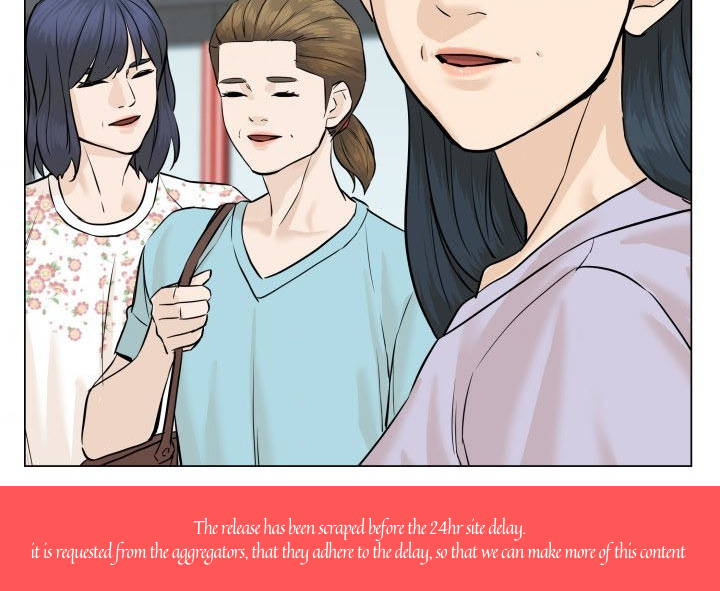 The release has been scraped before the 24hr site delay.
it is requested from the aggregators, that they adhere to the delay, so that we can make more of this content